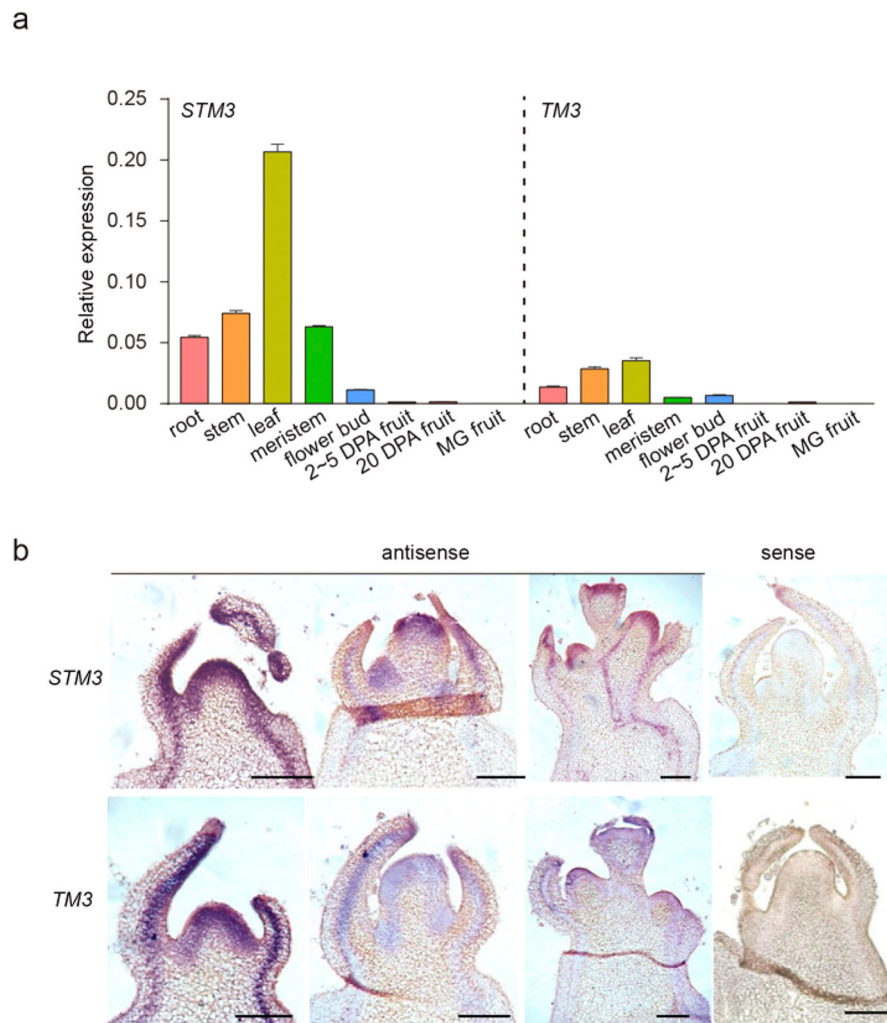 a
STM3
TM3
Relative expression
0.25
0.20
0.15
0.10
0.05
0.00
root
stem
leaf
meristem
flower bud
2~5 DPA fruit
20 DPA fruit
MG fruit
root
stem
leaf
meristem
flower bud
2~5 DPA fruit
20 DPA fruit
MG fruit
b
antisense
sense
STM3
TM3